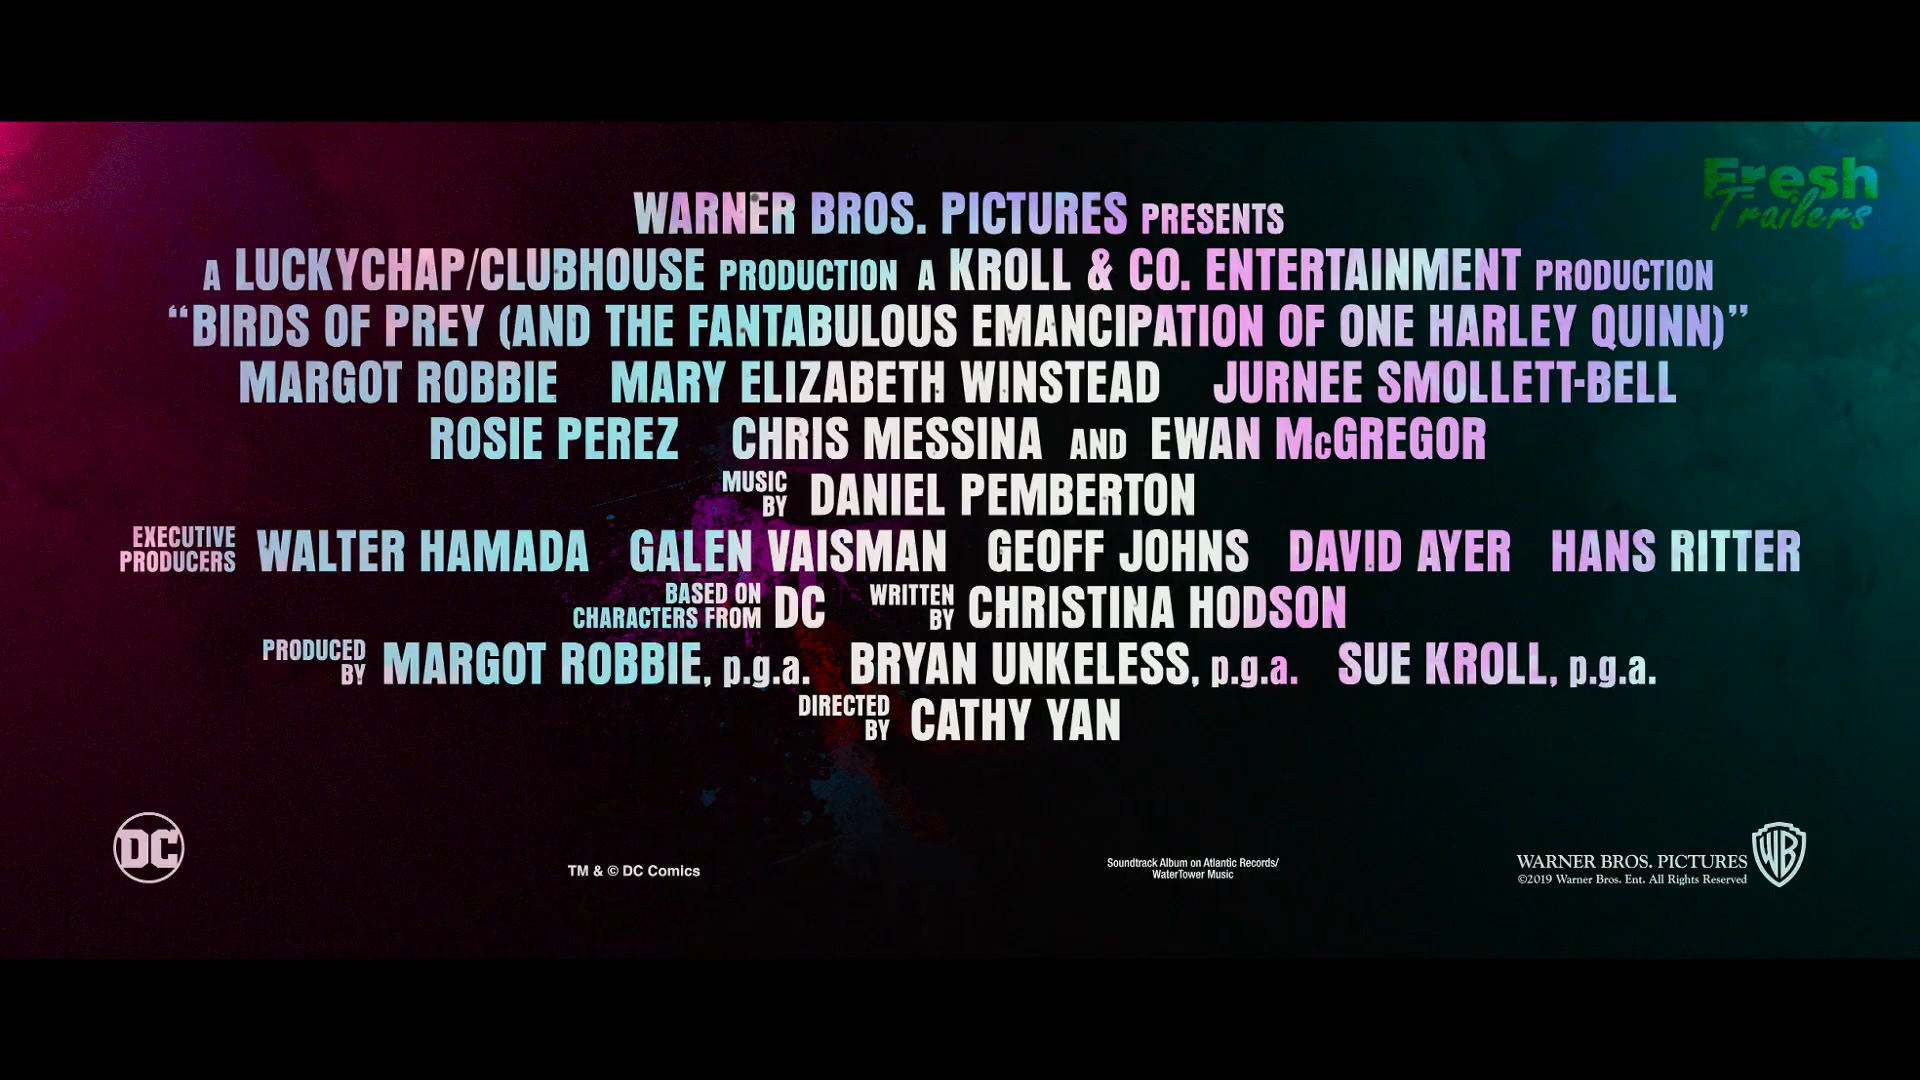 Fresh
Trailers
WARNER BROS. PICTURES PRESENTS
A LUCKYCHAP/CLUBHOUSE PRODUCTION A KROLL & CO. ENTERTAINMENT PRODUCTION
“BIRDS OF PREY (AND THE FANTABULOUS EMANCIPATION OF ONE HARLEY QUINN)”
MARGOT ROBBIE MARY ELIZABETH WINSTEAD JURNEE SMOLLETT-BELL
ROSIE PEREZ CHRIS MESSINA AND EWAN McGREGOR
MUSIC BY DANIEL PEMBERTON
EXECUTIVE PRODUCERS WALTER HAMADA GALEN VAISMAN GEOFF JOHNS DAVID AYER HANS RITTER
BASED ON CHARACTERS FROM DC WRITTEN BY CHRISTINA HODSON
PRODUCED BY MARGOT ROBBIE, p.g.a. BRYAN UNKELESS, p.g.a. SUE KROLL, p.g.a.
DIRECTED BY CATHY YAN
DC
TM & © DC Comics
Soundtrack Album on Atlantic Records/
WaterTower Music
WARNER BROS. PICTURES
©2019 Warner Bros. Ent. All Rights Reserved
WB